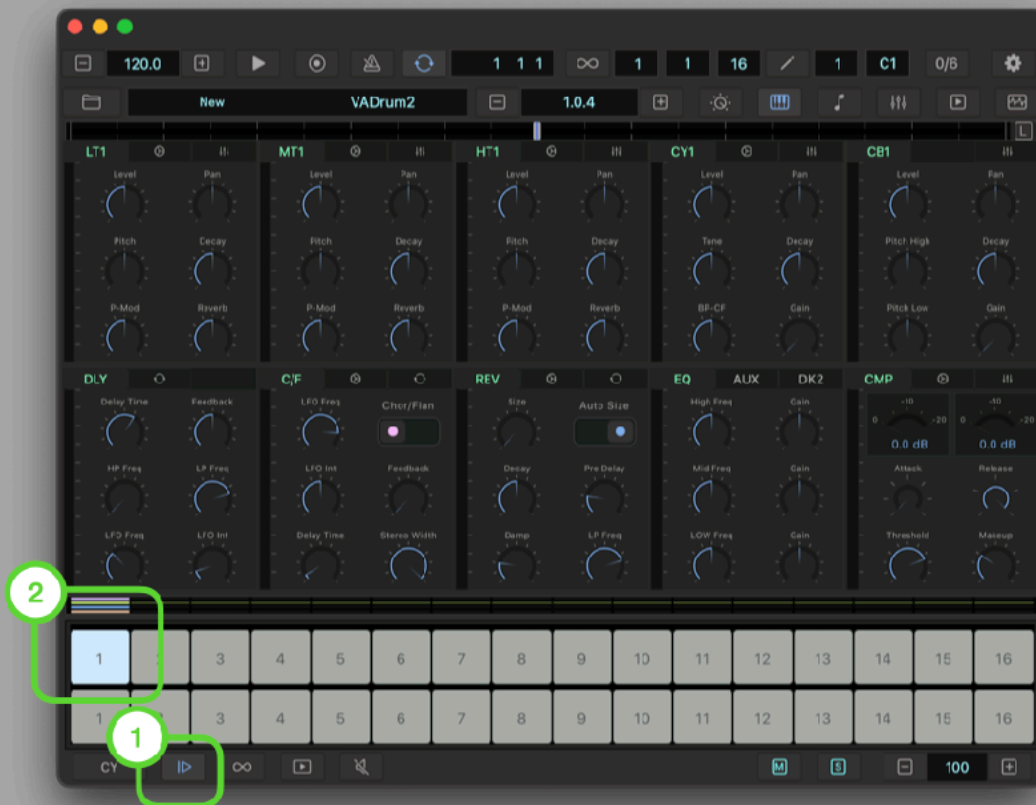 120.0 1 1 1 1 1 16 1 C1 0/6
New VADrum2 1.0.4
L
LT1 MT1 HT1 CY1 CB1
Level Pan Level Pan Level Pan Level Pan Level Pan
Pitch Decay Pitch Decay Pitch Decay Tone Decay Pitch High Decay
P-Mod Reverb P-Mod Reverb P-Mod Reverb BP-CF Gain Pitch Low Gain
DLY C/F REV EQ AUX DK2 CMP
Delay Time Feedback LFO Freq Chor/Flan Size Auto Size High Freq Gain -10 -10
0 -20 0 -20
0.0 dB 0.0 dB
HP Freq LP Freq LFO Int Feedback Decay Pre Delay Mid Freq Gain Attack Release
LFO Freq LFO Int Delay Time Stereo Width Damp LP Freq LOW Freq Gain Threshold Makeup
2
1 2 3 4 5 6 7 8 9 10 11 12 13 14 15 16
1 2 3 4 5 6 7 8 9 10 11 12 13 14 15 16
1
CY M S 100